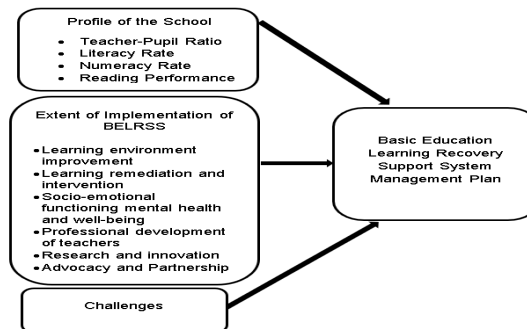 Profile of the School
• Teacher-Pupil Ratio
• Literacy Rate
• Numeracy Rate
• Reading Performance
Extent of Implementation of
BELRSS
• Learning environment
improvement
• Learning remediation and
intervention
• Socio-emotional
functioning mental health
and well-being
• Professional development
of teachers
• Research and innovation
• Advocacy and Partnership
Challenges
Basic Education
Learning Recovery
Support System
Management Plan